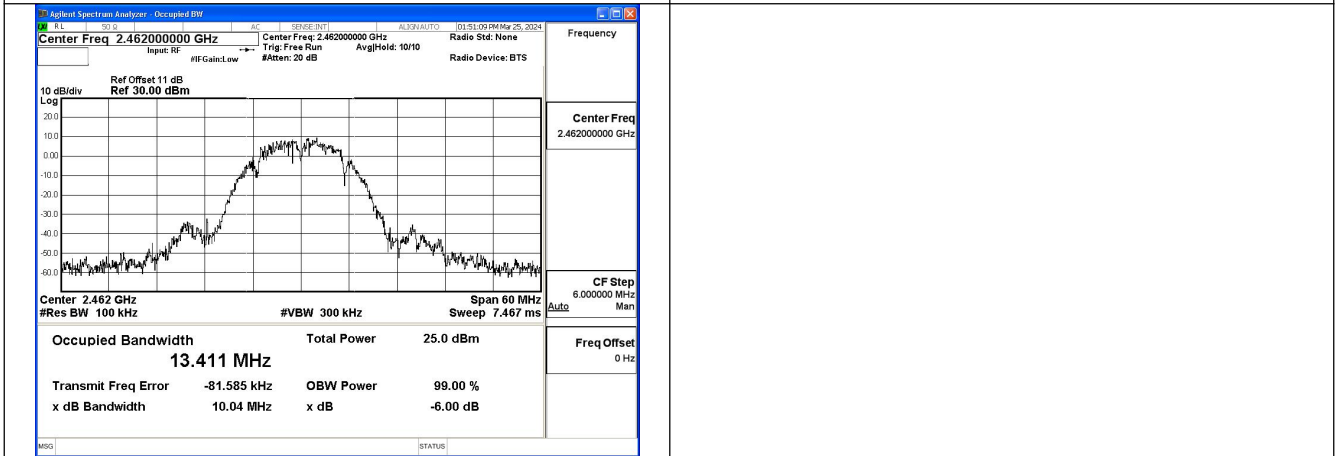 Agilent Spectrum Analyzer - Occupied BW
RL 50 Ω AC SENSE:INT ALIGNAUTO 01:51:09 PM Mar 25, 2024
Center Freq 2.462000000 GHz
Center Freq: 2.462000000 GHz
Radio Std: None
Input: RF
Trig: Free Run Avg|Hold: 10/10
#IFGain:Low
#Atten: 20 dB
Radio Device: BTS
Frequency
Ref Offset 11 dB
10 dB/div Ref 30.00 dBm
Log
20.0
10.0
0.00
-10.0
-20.0
-30.0
-40.0
-50.0
-60.0
Center Freq
2.462000000 GHz
Center 2.462 GHz Span 60 MHz
#Res BW 100 kHz #VBW 300 kHz Sweep 7.467 ms
CF Step
6.000000 MHz
Auto Man
Occupied Bandwidth Total Power 25.0 dBm
13.411 MHz
Transmit Freq Error -81.585 kHz OBW Power 99.00 %
x dB Bandwidth 10.04 MHz x dB -6.00 dB
Freq Offset
0 Hz
MSG STATUS